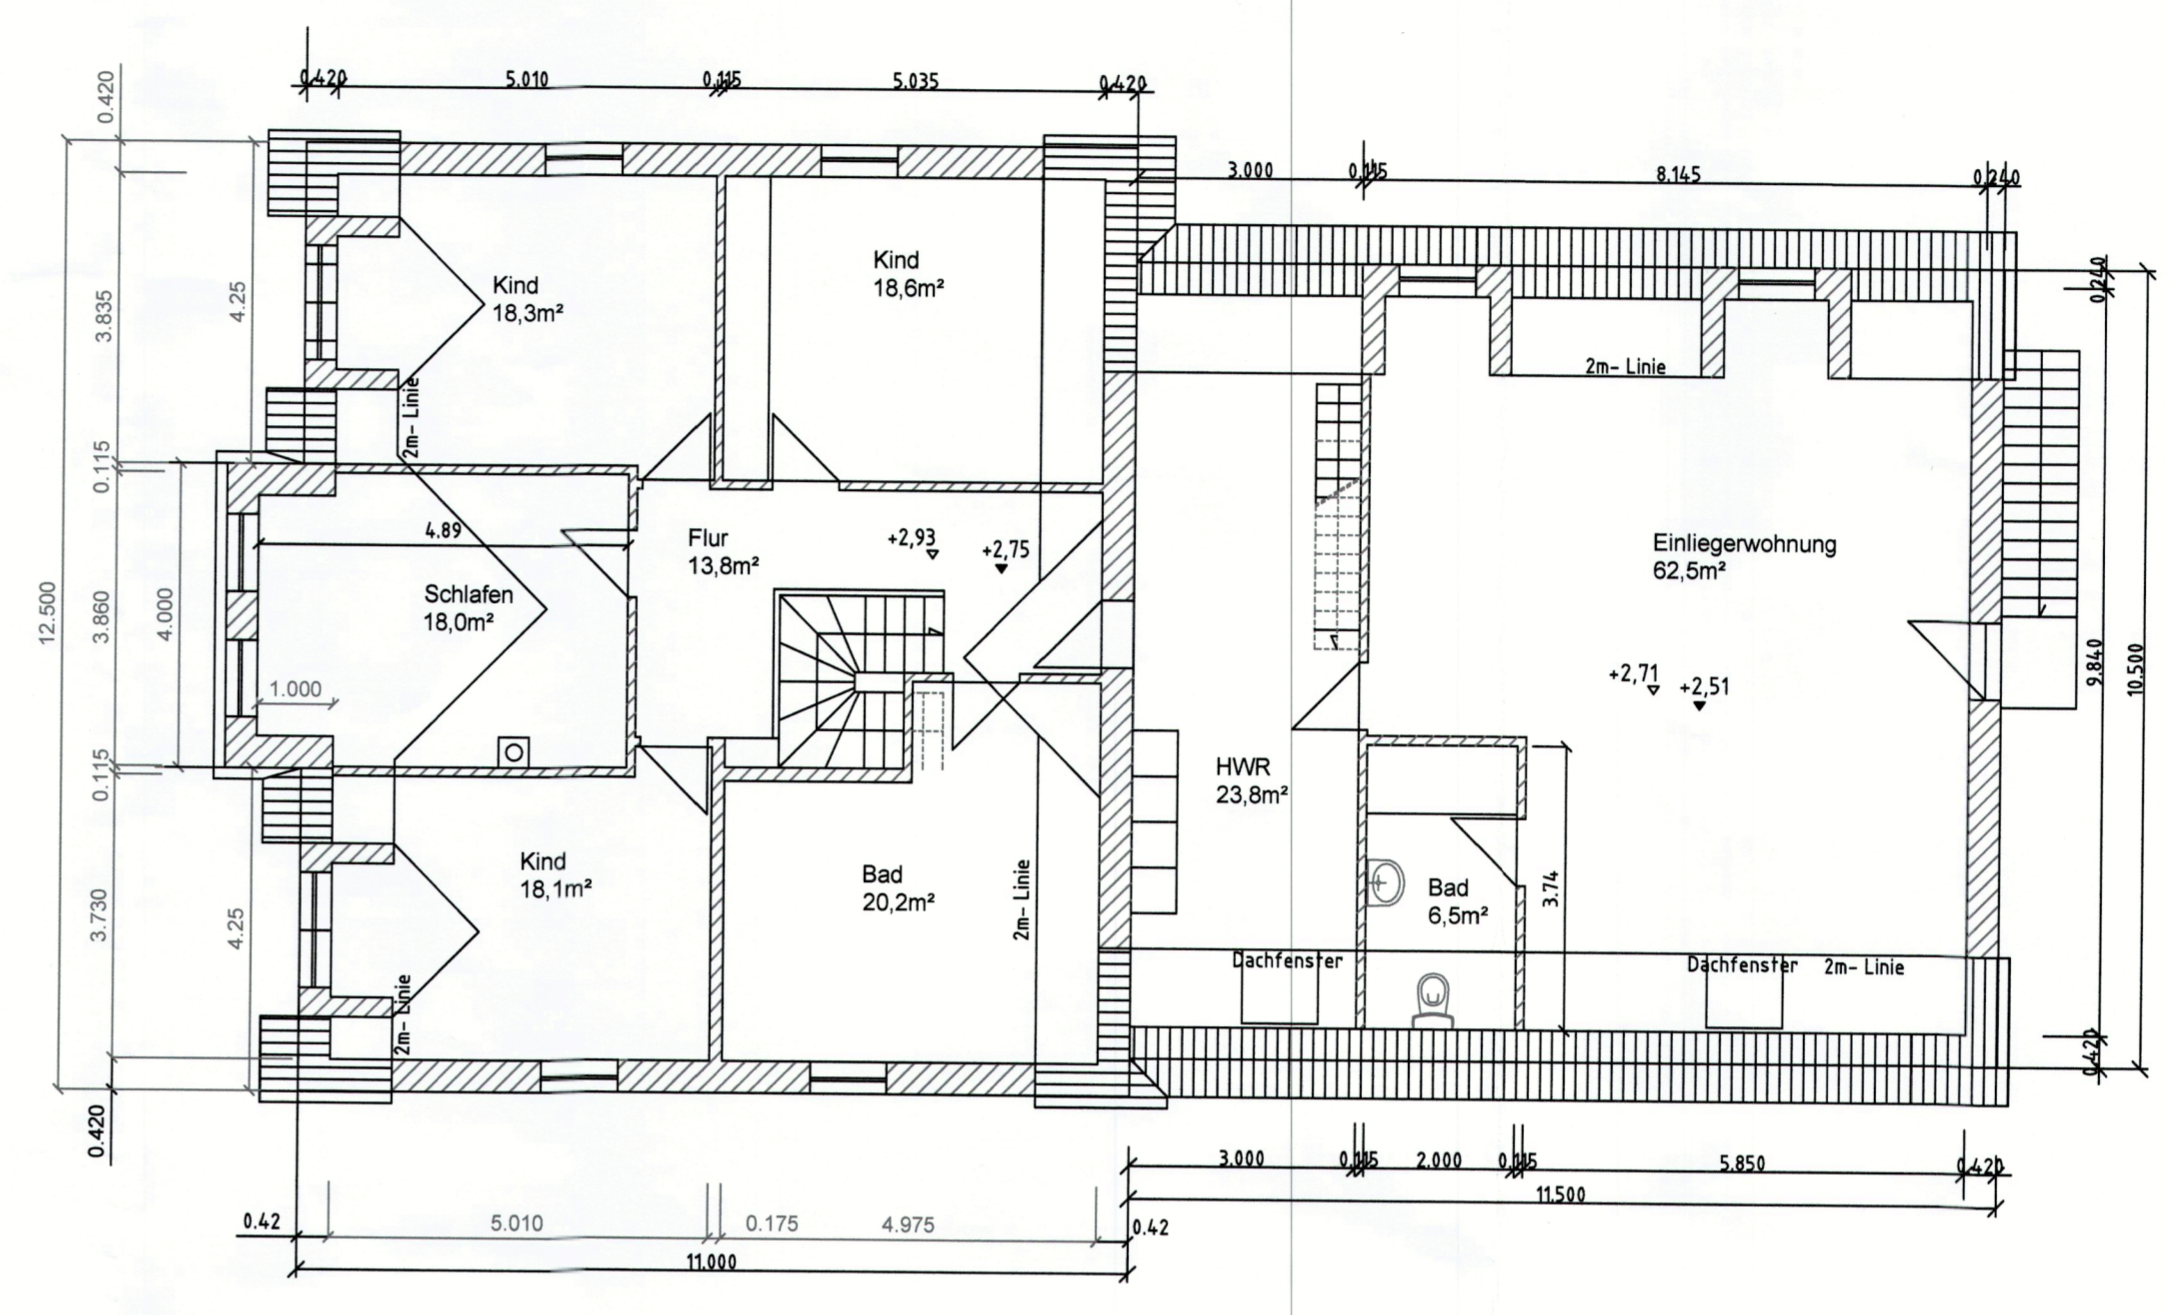 0.420 5.010 0.115 5.035 0.420
3.000 0.115 8.145 0.240
0.420
3.835
4.25
0.115
12.500
3.860
4.000
0.115
3.730
4.25
0.420
Kind
18,3m²
Kind
18,6m²
2m- Linie
2m- Linie
4.89
Flur
13,8m²
+2,93
+2,75
Schlafen
18,0m²
1.000
Einliegerwohnung
62,5m²
+2,71
+2,51
HWR
23,8m²
Kind
18,1m²
Bad
20,2m²
2m- Linie
Bad
6,5m²
3.74
2m- Linie
Dachfenster
Dachfenster 2m- Linie
0.240
0.240
9.840
10.500
0.420
3.000 0.115 2.000 0.115 5.850 0.420
11.500
0.42 5.010 0.175 4.975 0.42
11.000